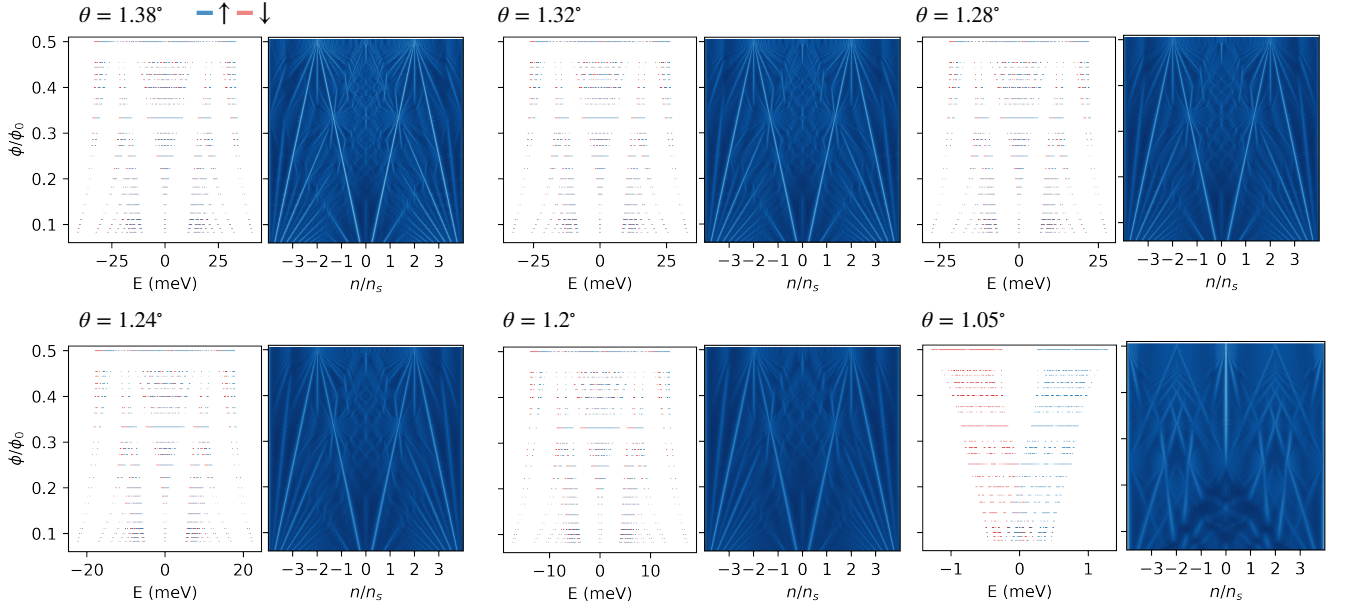 θ = 1.38° ↑ ↓
θ = 1.32°
θ = 1.28°
0.5
0.4
0.3
0.2
0.1
ϕ/ϕ0
−25 0 25
E (meV)
−3−2−1 0 1 2 3
n/ns
−25 0 25
E (meV)
−3−2−1 0 1 2 3
n/ns
−25 0 25
E (meV)
−3−2−1 0 1 2 3
n/ns
θ = 1.24°
θ = 1.2°
θ = 1.05°
0.5
0.4
0.3
0.2
0.1
ϕ/ϕ0
−20 0 20
E (meV)
−3−2−1 0 1 2 3
n/ns
−10 0 10
E (meV)
−3−2−1 0 1 2 3
n/ns
−1 0 1
E (meV)
−3−2−1 0 1 2 3
n/ns